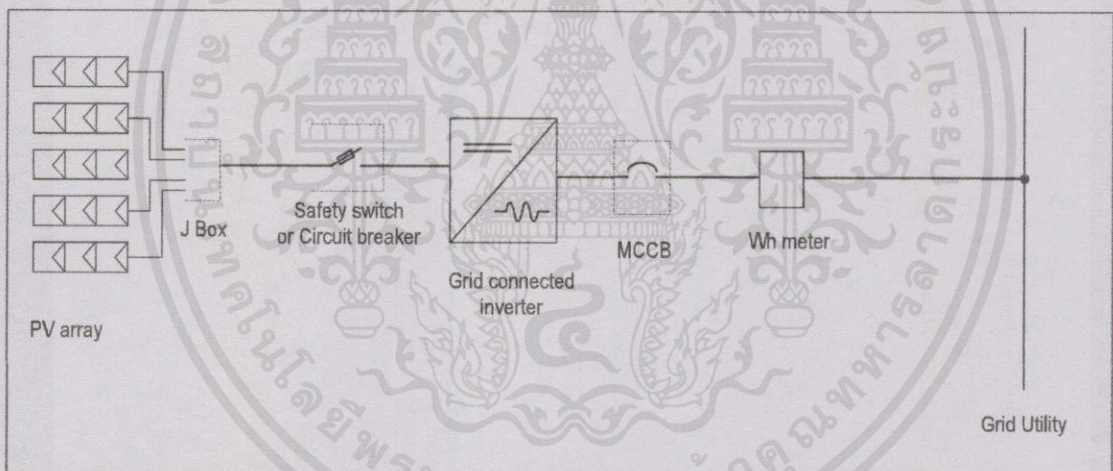 PV array
J Box
Safety switch
or Circuit breaker
Grid connected
inverter
MCCB
Wh meter
Grid Utility